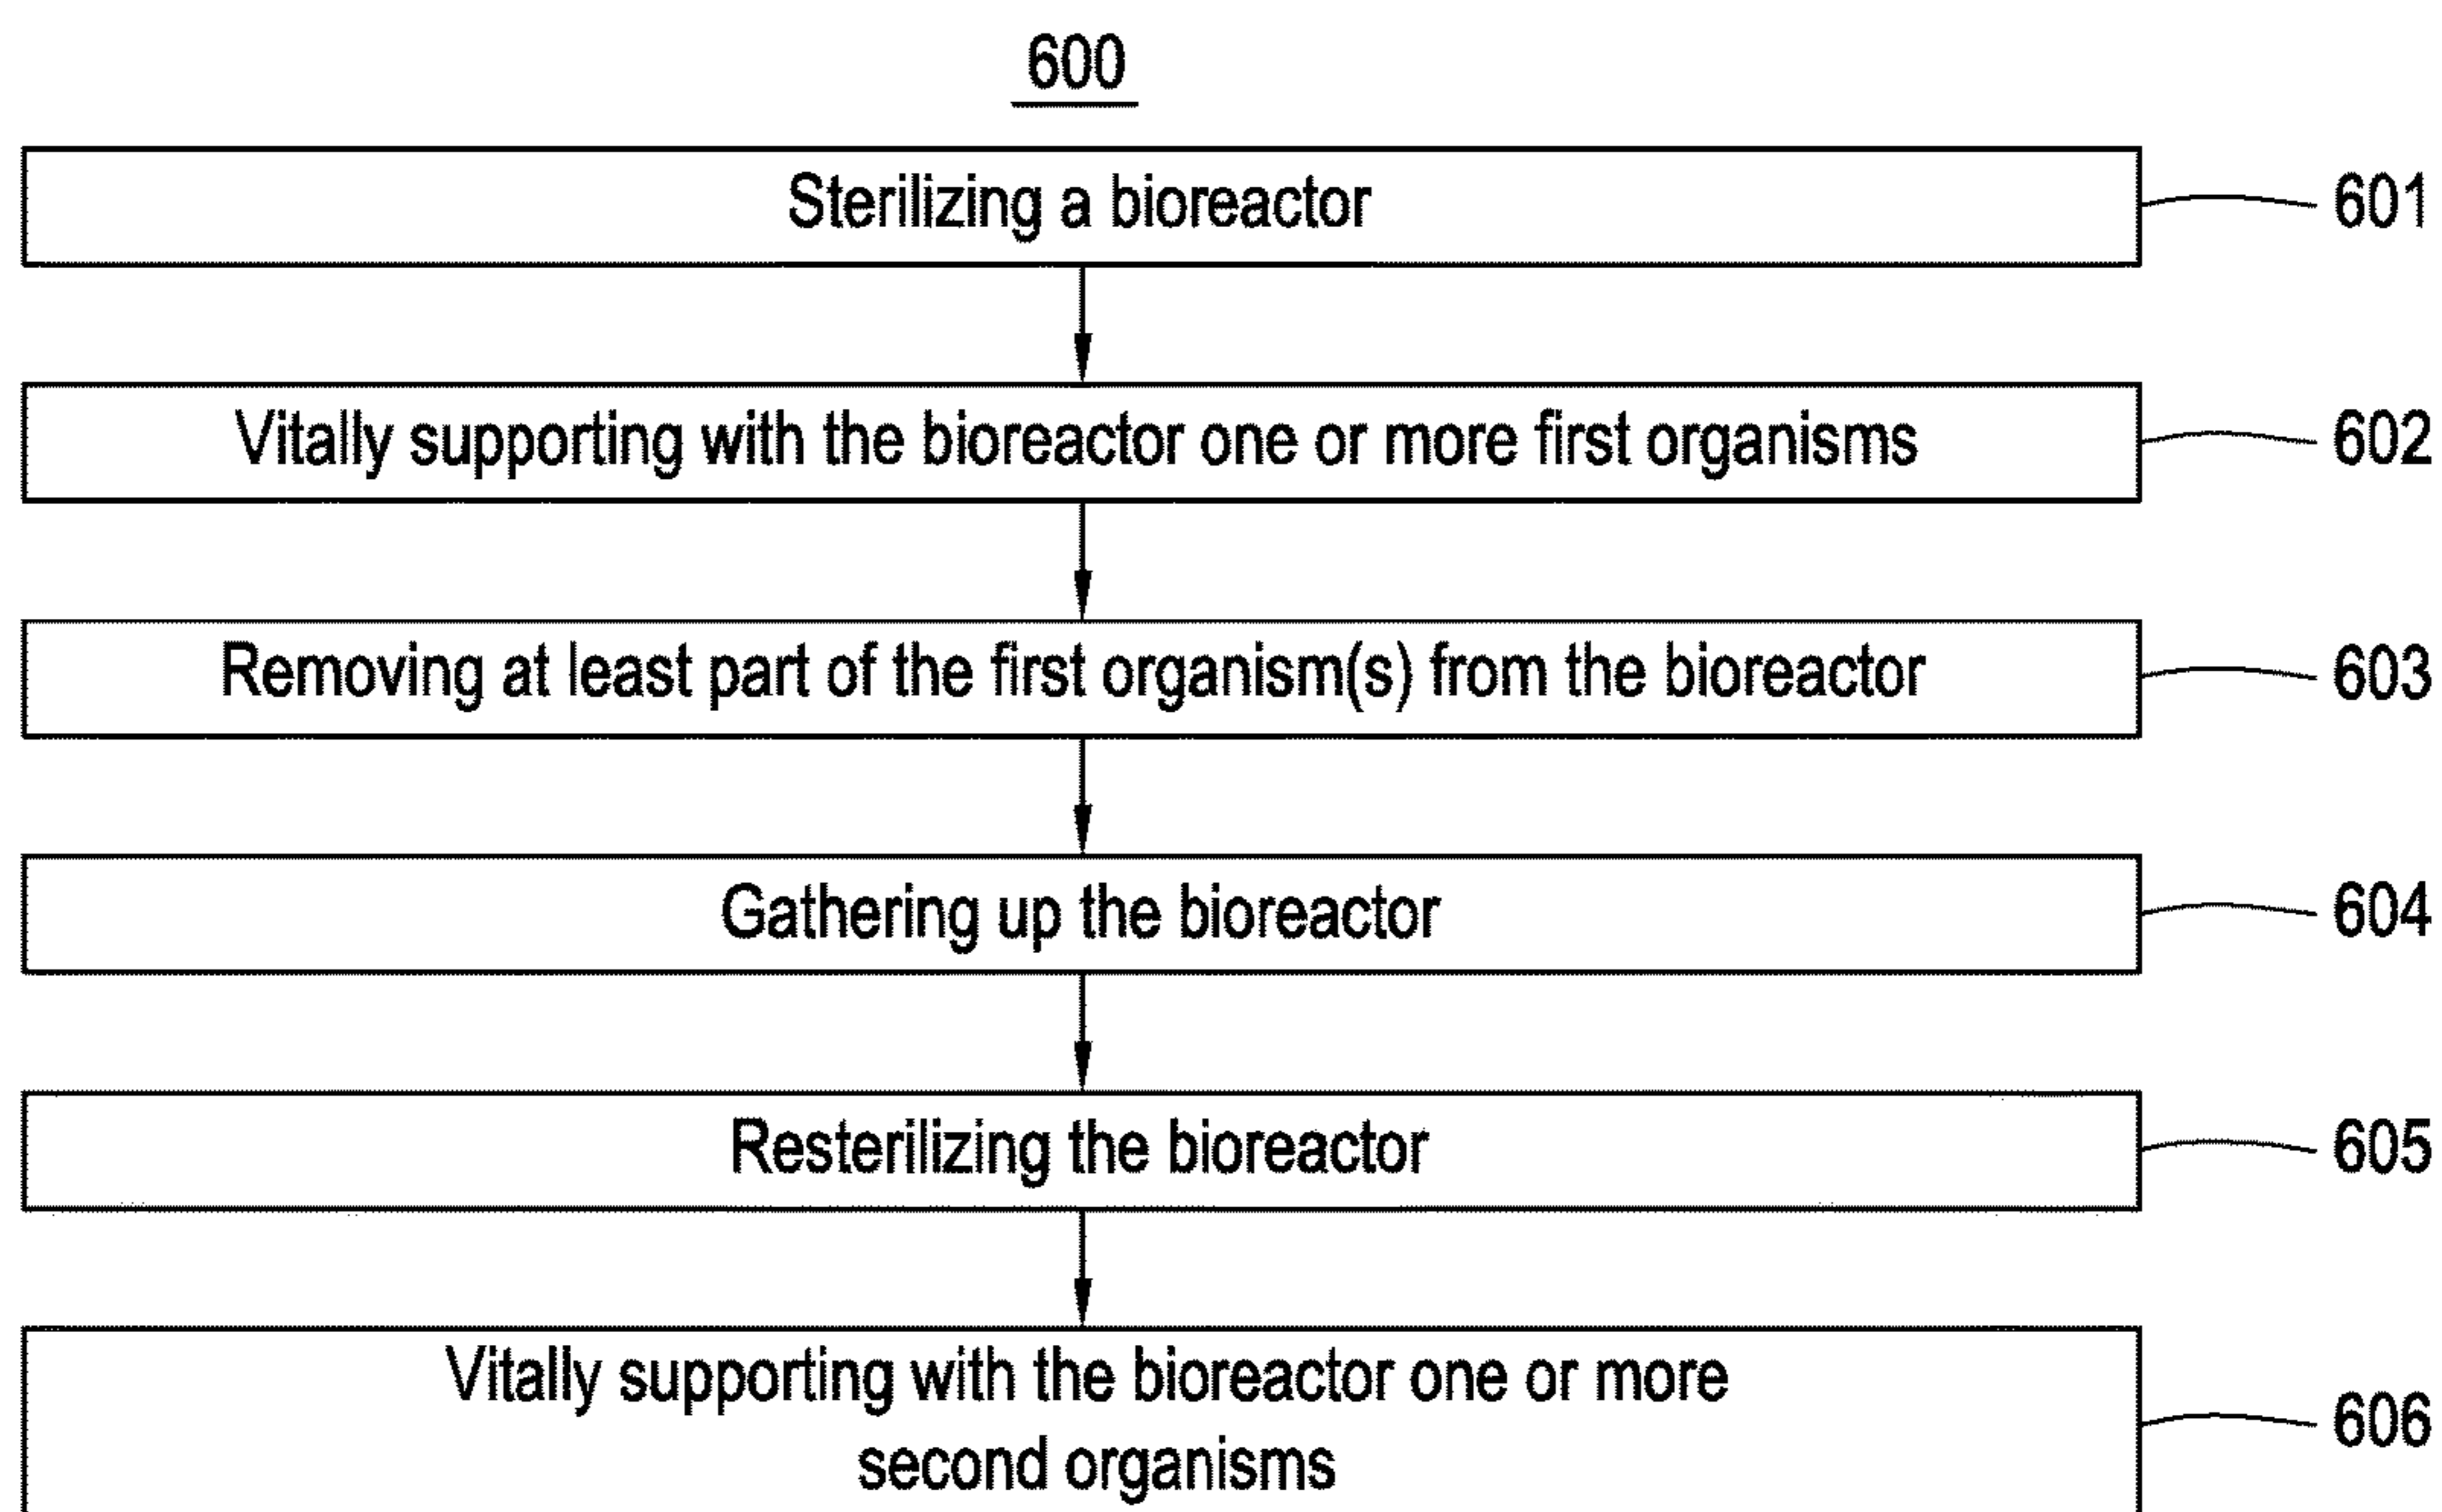 600
Sterilizing a bioreactor
601
Vitally supporting with the bioreactor one or more first organisms
602
Removing at least part of the first organism(s) from the bioreactor
603
Gathering up the bioreactor
604
Resterilizing the bioreactor
605
Vitally supporting with the bioreactor one or more
second organisms
606